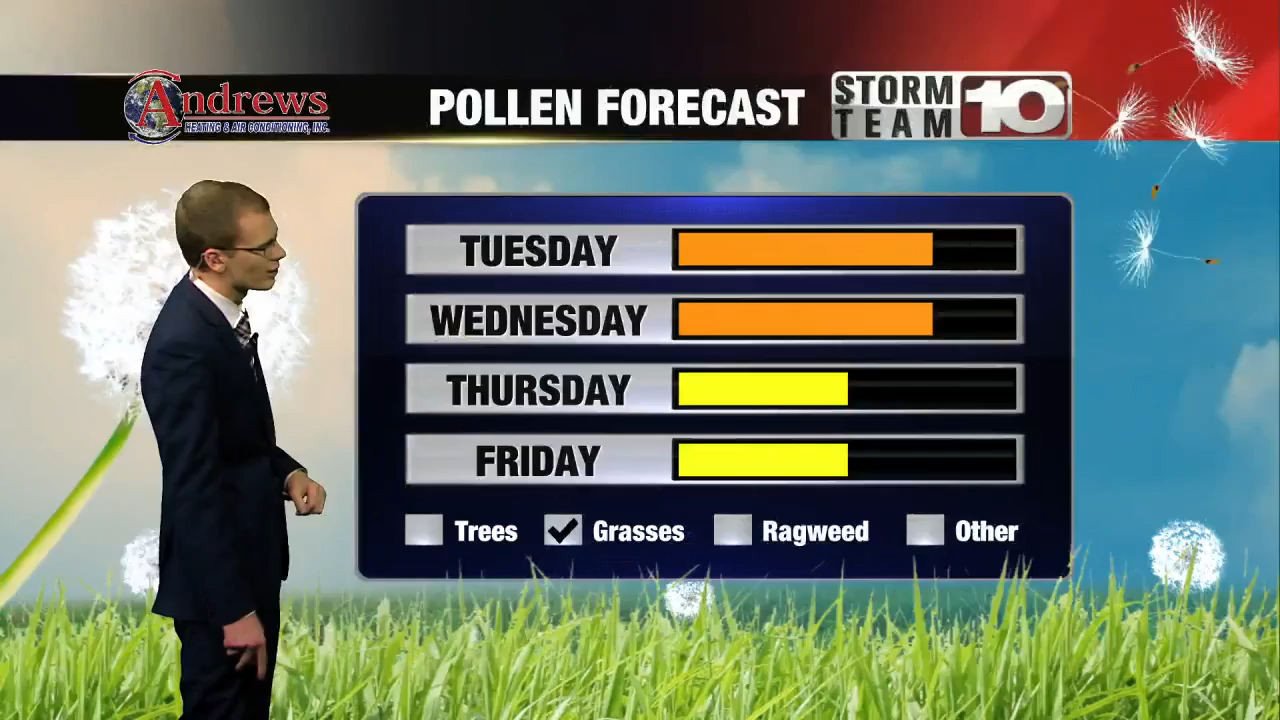 Andrews
HEATING & AIR CONDITIONING, INC.
POLLEN FORECAST
STORM
TEAM
10
TUESDAY
WEDNESDAY
THURSDAY
FRIDAY
Trees
Grasses
Ragweed
Other